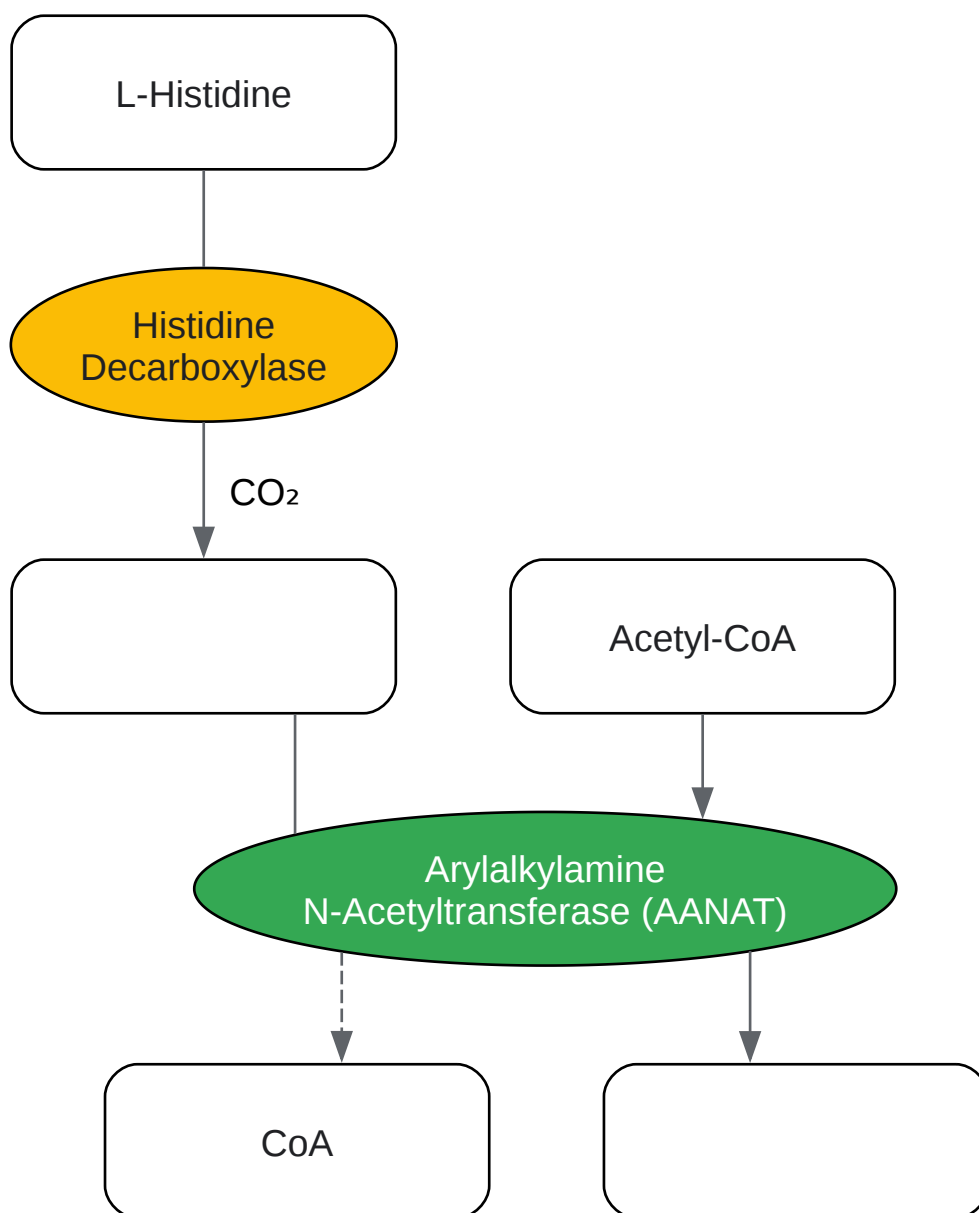 L-Histidine
Histidine
Decarboxylase
CO₂
Acetyl-CoA
Arylalkylamine
N-Acetyltransferase (AANAT)
CoA